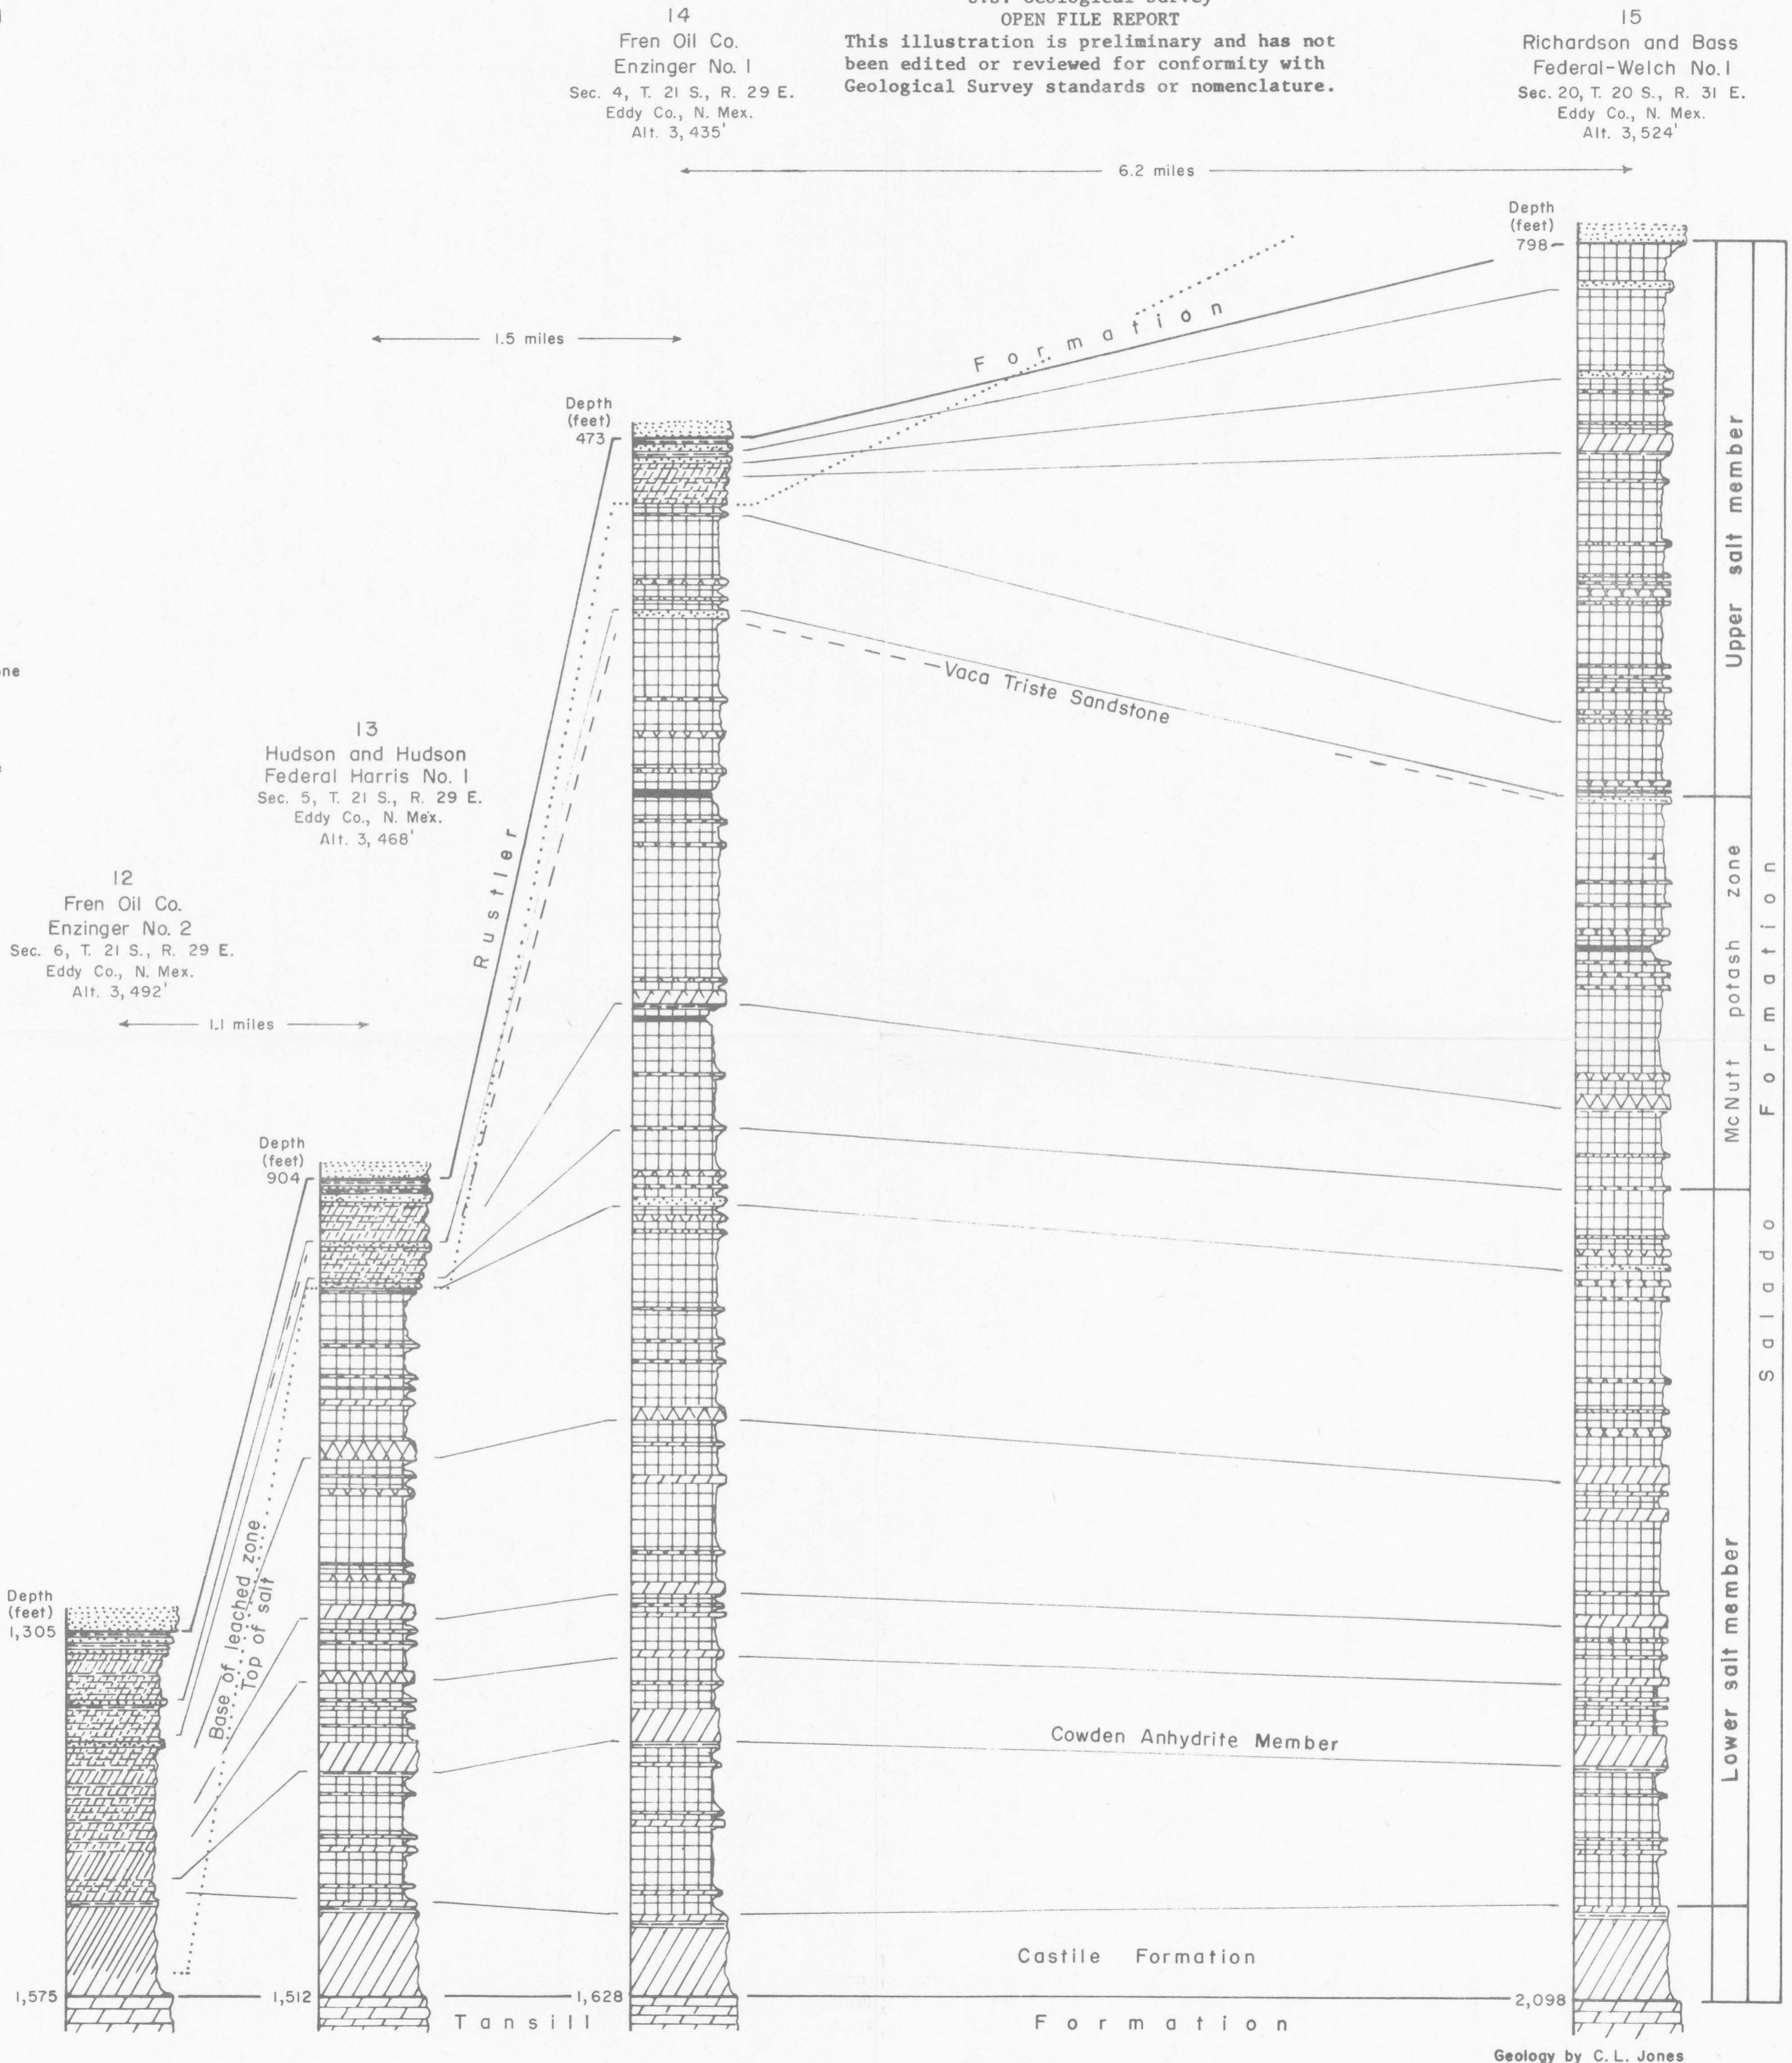 14
Fren Oil Co.
Enzinger No. 1
Sec. 4, T. 21 S., R. 29 E.
Eddy Co., N. Mex.
Alt. 3,435'
OPEN FILE REPORT
This illustration is preliminary and has not
been edited or reviewed for conformity with
Geological Survey standards or nomenclature.
15
Richardson and Bass
Federal-Welch No. 1
Sec. 20, T. 20 S., R. 31 E.
Eddy Co., N. Mex.
Alt. 3,524'
6.2 miles
Depth
(feet)
798
1.5 miles
Formation
Depth
(feet)
473
Upper salt member
Vaca Triste Sandstone
13
Hudson and Hudson
Federal Harris No. 1
Sec. 5, T. 21 S., R. 29 E.
Eddy Co., N. Mex.
Alt. 3,468'
Rustler
12
Fren Oil Co.
Enzinger No. 2
Sec. 6, T. 21 S., R. 29 E.
Eddy Co., N. Mex.
Alt. 3,492'
1.1 miles
McNutt potash zone
Salado Formation
Depth
(feet)
904
Base of leached zone
Top of salt
Depth
(feet)
1,305
Lower salt member
Cowden Anhydrite Member
Castile Formation
1,575
1,512
1,628
2,098
Tansill Formation
Geology by C. L. Jones